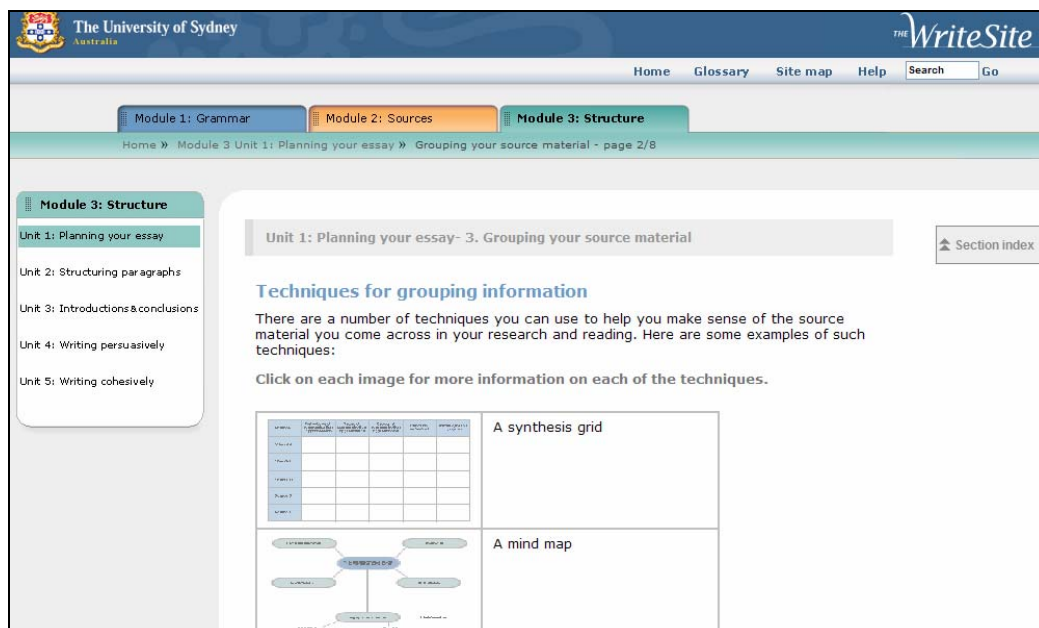 The University of Sydney
Australia
THE WriteSite
Home Glossary Site map Help Search Go
Module 1: Grammar Module 2: Sources Module 3: Structure
Home » Module 3 Unit 1: Planning your essay » Grouping your source material - page 2/8
Module 3: Structure
Unit 1: Planning your essay
Unit 2: Structuring paragraphs
Unit 3: Introductions&conclusions
Unit 4: Writing persuasively
Unit 5: Writing cohesively
Unit 1: Planning your essay- 3. Grouping your source material
Section index
Techniques for grouping information
There are a number of techniques you can use to help you make sense of the source
material you come across in your research and reading. Here are some examples of such
techniques:
Click on each image for more information on each of the techniques.
A synthesis grid
A mind map